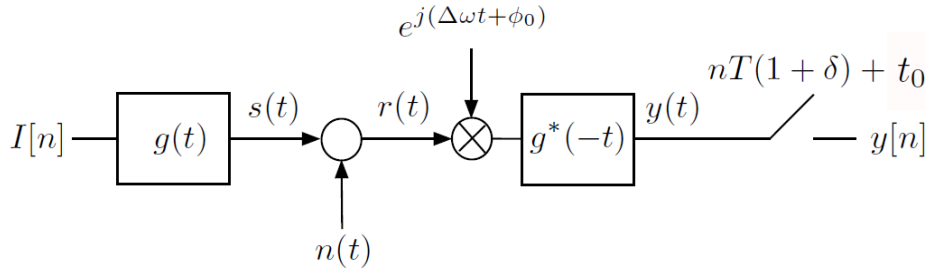 e^{j(Δωt+ϕ_0)}
nT(1 + δ) + t_0
I[n]
g(t)
s(t)
r(t)
g^*(−t)
y(t)
y[n]
n(t)